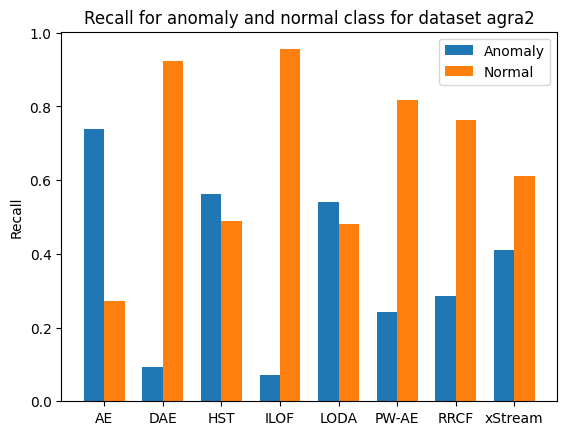 Recall for anomaly and normal class for dataset agra2
Anomaly
Normal
Recall
1.0
0.8
0.6
0.4
0.2
0.0
AE DAE HST ILOF LODA PW-AE RRCF xStream